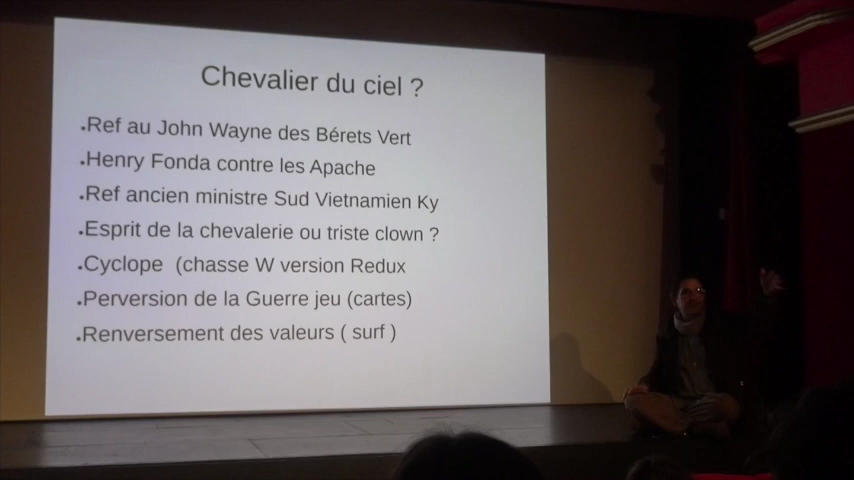 Chevalier du ciel ?
.Ref au John Wayne des Bérets Vert
.Henry Fonda contre les Apache
.Ref ancien ministre Sud Vietnamien Ky
.Esprit de la chevalerie ou triste clown ?
.Cyclope (chasse W version Redux
.Perversion de la Guerre jeu (cartes)
.Renversement des valeurs ( surf )